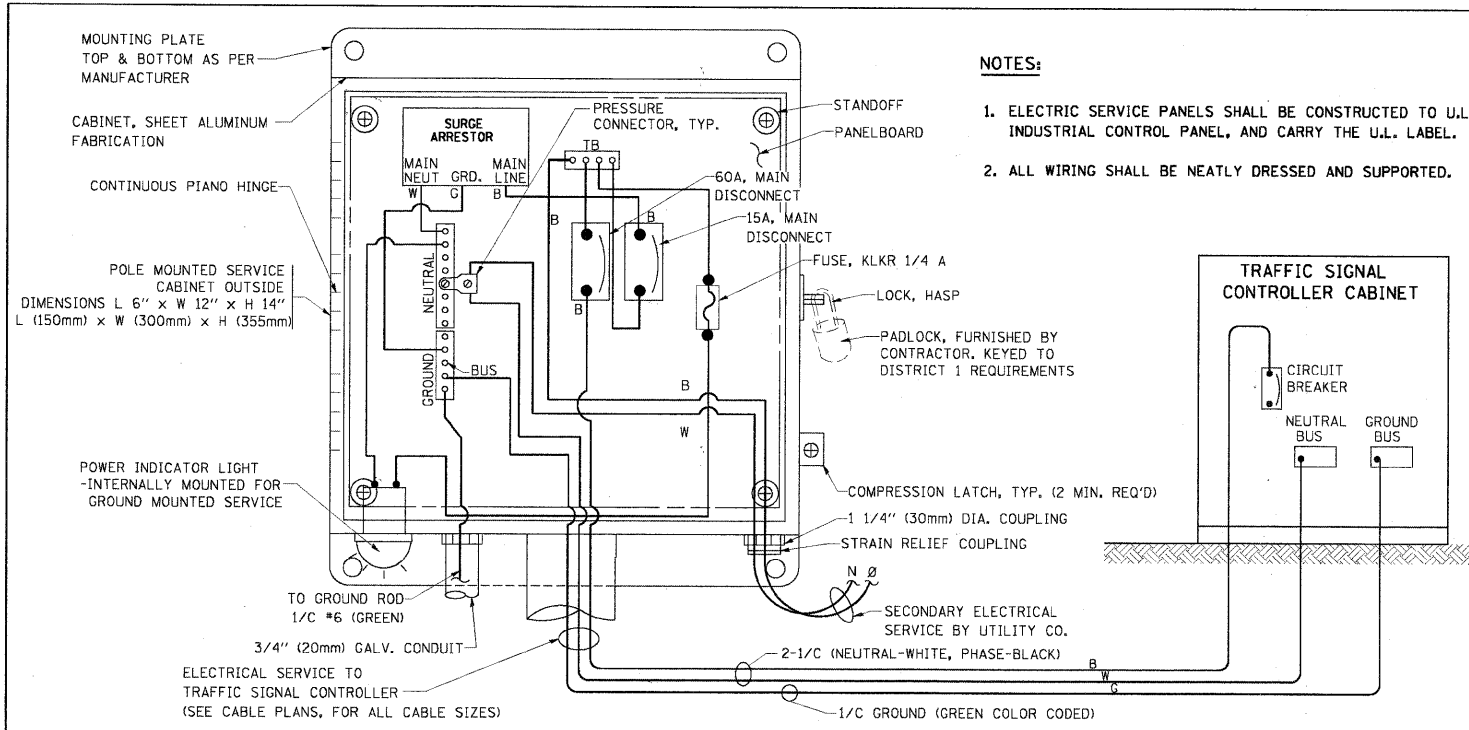 MOUNTING PLATE
TOP & BOTTOM AS PER
MANUFACTURER
CABINET, SHEET ALUMINUM
FABRICATION
CONTINUOUS PIANO HINGE
POLE MOUNTED SERVICE
CABINET OUTSIDE
DIMENSIONS L 6" x W 12" x H 14"
L (150mm) x W (300mm) x H (355mm)
POWER INDICATOR LIGHT
-INTERNALLY MOUNTED FOR
GROUND MOUNTED SERVICE
TO GROUND ROD
1/C #6 (GREEN)
3/4" (20mm) GALV. CONDUIT
ELECTRICAL SERVICE TO
TRAFFIC SIGNAL CONTROLLER
(SEE CABLE PLANS, FOR ALL CABLE SIZES)
SURGE
ARRESTOR
MAIN
NEUT
GRD.
MAIN
LINE
W
G
B
PRESSURE
CONNECTOR, TYP.
TB
60A, MAIN
DISCONNECT
15A, MAIN
DISCONNECT
B
B
B
NEUTRAL
GROUND
BUS
B
W
STANDOFF
PANELBOARD
FUSE, KLKR 1/4 A
LOCK, HASP
PADLOCK, FURNISHED BY
CONTRACTOR. KEYED TO
DISTRICT 1 REQUIREMENTS
COMPRESSION LATCH, TYP. (2 MIN. REQ'D)
1 1/4" (30mm) DIA. COUPLING
STRAIN RELIEF COUPLING
N Ø
SECONDARY ELECTRICAL
SERVICE BY UTILITY CO.
2-1/C (NEUTRAL-WHITE, PHASE-BLACK)
B
W
G
1/C GROUND (GREEN COLOR CODED)
NOTES:
1. ELECTRIC SERVICE PANELS SHALL BE CONSTRUCTED TO U.L
INDUSTRIAL CONTROL PANEL, AND CARRY THE U.L. LABEL.
2. ALL WIRING SHALL BE NEATLY DRESSED AND SUPPORTED.
TRAFFIC SIGNAL
CONTROLLER CABINET
CIRCUIT
BREAKER
NEUTRAL
BUS
GROUND
BUS